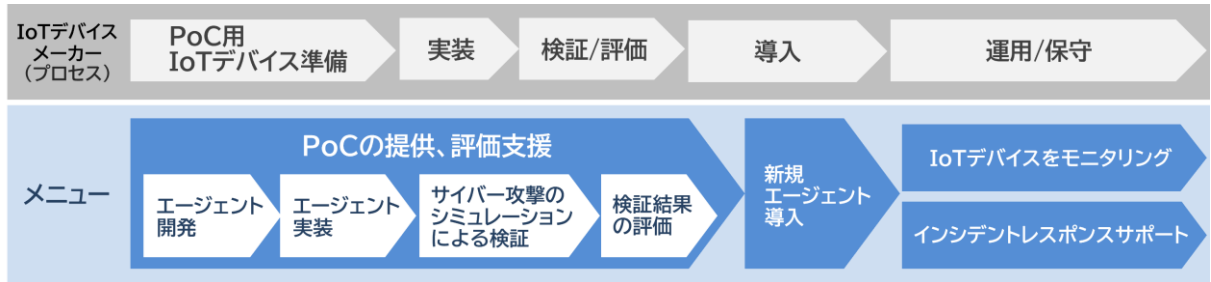 IoTデバイス
メーカー
（プロセス）
PoC用
IoTデバイス準備
実装
検証/評価
導入
運用/保守
メニュー
PoCの提供、評価支援
エージェント
開発
エージェント
実装
サイバー攻撃の
シミュレーション
による検証
検証結果
の評価
新規
エージェント
導入
IoTデバイスをモニタリング
インシデントレスポンスサポート